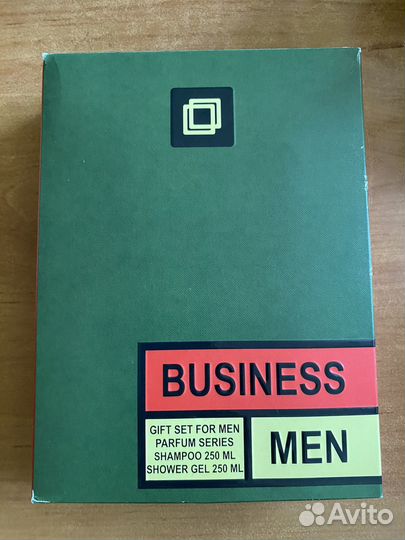 BUSINESS
GIFT SET FOR MEN
PARFUM SERIES
SHAMPOO 250 ML
SHOWER GEL 250 ML
MEN
Avito